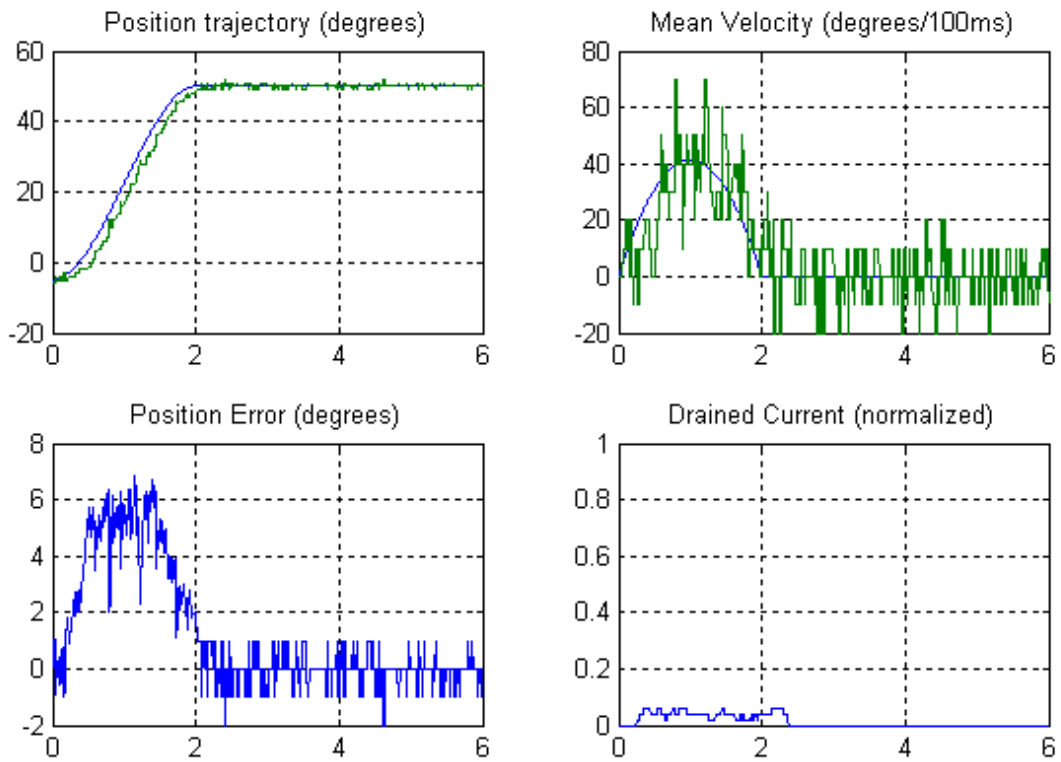 Position trajectory (degrees)
60
40
20
0
-20
0 2 4 6
Mean Velocity (degrees/100ms)
80
60
40
20
0
-20
0 2 4 6
Position Error (degrees)
8
6
4
2
0
-2
0 2 4 6
Drained Current (normalized)
1
0.8
0.6
0.4
0.2
0
0 2 4 6